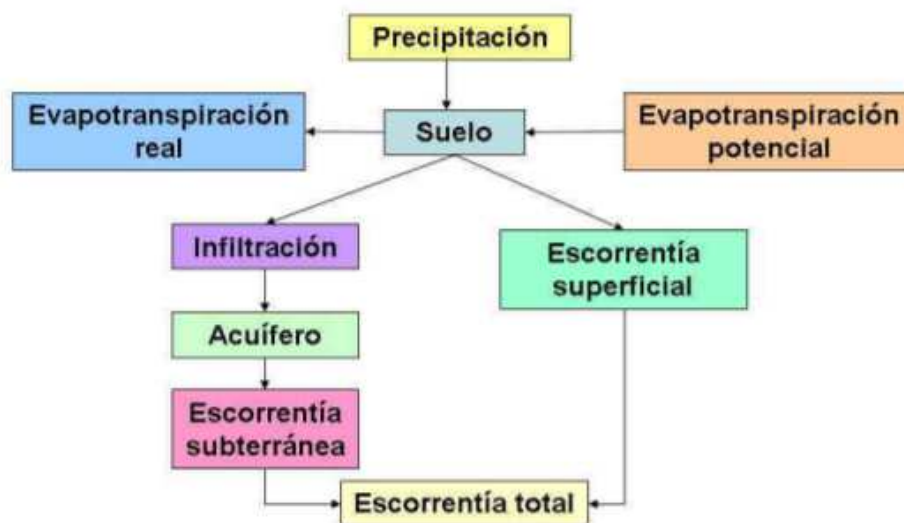 Precipitación
Evapotranspiración
real
Suelo
Evapotranspiración
potencial
Infiltración
Escorrentía
superficial
Acuífero
Escorrentía
subterránea
Escorrentía total